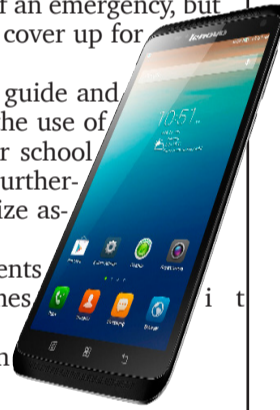 f an emergency, but
cover up for
lenovo
guide and
he use of
10:57
r school
urther-
ize as-
ents
nes i t
n